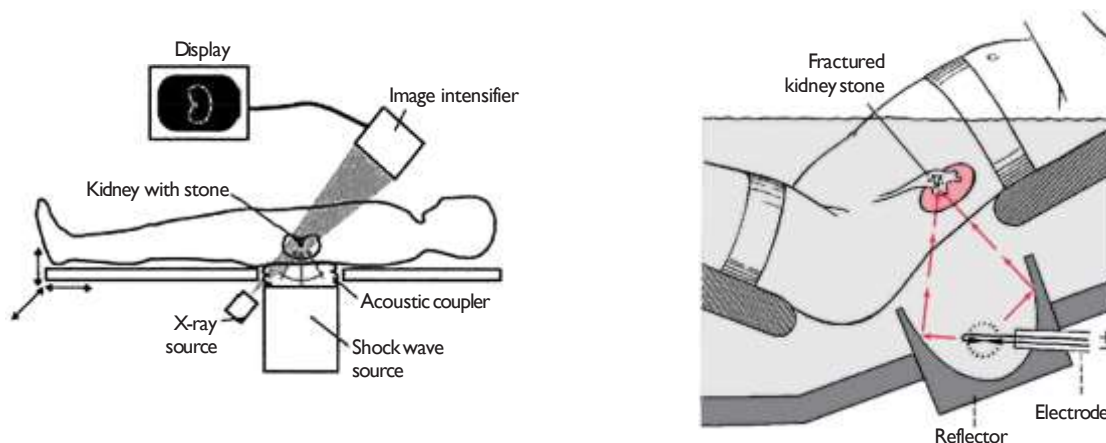 Display
Image intensifier
Kidney with stone
Acoustic coupler
X-ray
source
Shock wave
source
Fractured
kidney stone
Electrode
Reflector